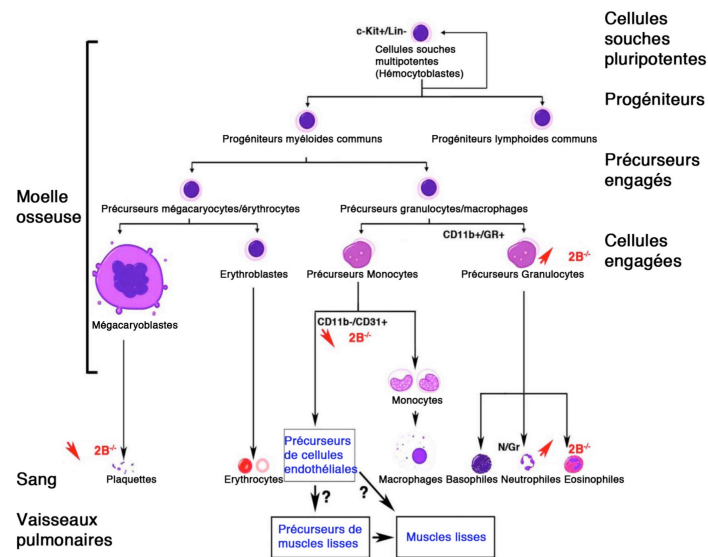 c-Kit+/Lin-
Cellules souches
multipotentes
(Hémocytoblastes)
Cellules
souches
pluripotentes
Progéniteurs
Progéniteurs myéloides communs
Progéniteurs lymphoides communs
Précurseurs
engagés
Moelle
osseuse
Précurseurs mégacaryocytes/érythrocytes
Précurseurs granulocytes/macrophages
CD11b+/GR+
Cellules
engagées
2B-/-
Erythroblastes
Précurseurs Monocytes
Précurseurs Granulocytes
Mégacaryoblastes
CD11b-/CD31+
2B-/-
Monocytes
2B-/-
Précurseurs
de cellules
endothéliales
N/Gr
2B-/-
Sang
Plaquettes
Erythrocytes
Macrophages
Basophiles
Neutrophiles
Eosinophiles
?
?
Vaisseaux
pulmonaires
Précurseurs de
muscles lisses
Muscles lisses